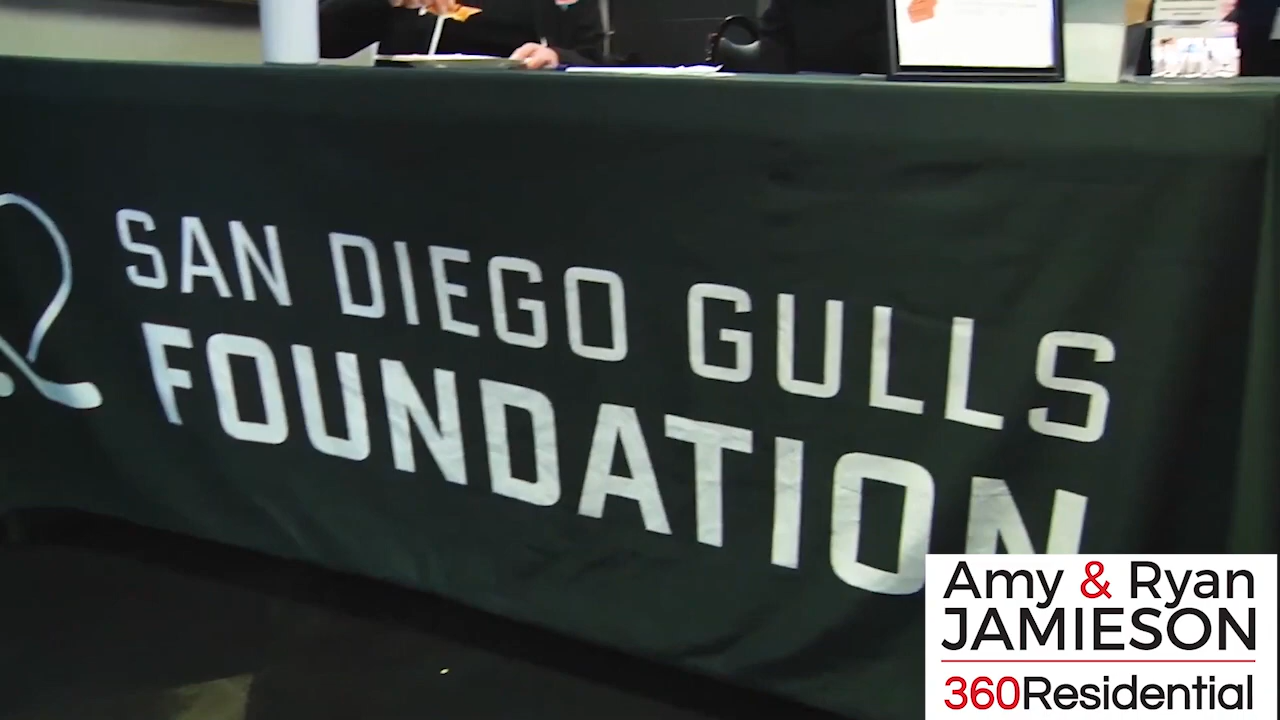 SAN DIEGO GULLS
FOUNDATION
Amy & Ryan
JAMIESON
360Residential